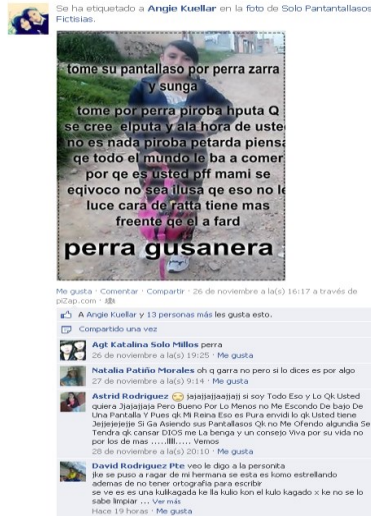 Se ha etiquetado a Angie Kuellar en la foto de Solo Pantantallasos
Fictisias.
tome su pantallaso por perra zarra
y sunga
tome por perra piroba hputa Q
se cree elputa y ala hora de uste
no es nada piroba petarda piensa
qe todo el mundo le ba a comer
por qe es usted pff mami se
eqivoco no sea ilusa qe eso no le
luce cara de ratta tiene mas
freente qe el a fard
perra gusanera
Me gusta · Comentar · Compartir · 26 de noviembre a la(s) 16:17 a través de
piZap.com ·
A Angie Kuellar y 13 personas más les gusta esto.
Compartido una vez
Agt Katalina Solo Millos perra
26 de noviembre a la(s) 19:25 · Me gusta
Natalia Patiño Morales oh q garra no pero si lo dices es por algo
27 de noviembre a la(s) 9:14 · Me gusta
Astrid Rodriguez jajajjajjaajjajj si soy Todo Eso y Lo Qk Usted
quiera Jjajajjaja Pero Bueno Por Lo Menos no Me Escondo De Bajo De
Una Pantalla Y Pues qk Mi Reina Eso es Pura envidi lo qk Usted Tiene
Jejjejejejje Si Ga Asiendo sus Pantallasos Qk no Me Ofendo algundia Se
Tendra qk cansar DIOS me La benga y un consejo Viva por su vida no
por los de mas .....lllll..... Vemos
28 de noviembre a la(s) 20:10 · Me gusta
David Rodriguez Pte veo le digo a la personita
jke se puso a ragar de mi hermana se esta es komo estrellando
ademas de no tener ortografia para escribir
se ve es es una kulikagada ke lla kulio kon el kulo kagado x ke no se lo
sabe limpiar ... Ver más
Hace 19 horas · Me gusta